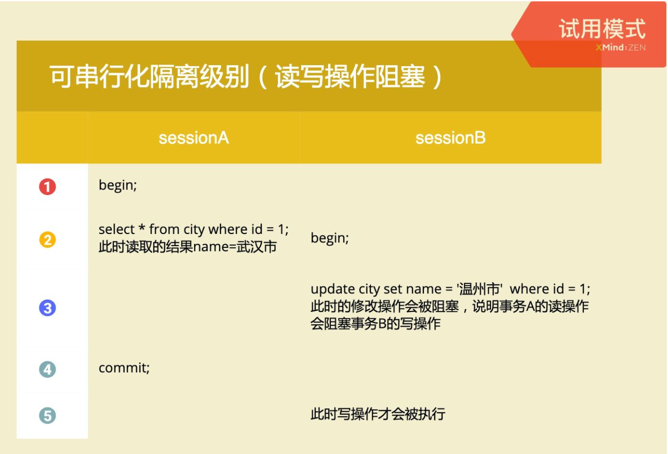 试用模式
XMind:ZEN
可串行化隔离级别（读写操作阻塞）
sessionA
sessionB
1
begin;
2
select * from city where id = 1;
此时读取的结果name=武汉市
begin;
3
update city set name = '温州市'  where id = 1;
此时的修改操作会被阻塞，说明事务A的读操作
会阻塞事务B的写操作
4
commit;
5
此时写操作才会被执行